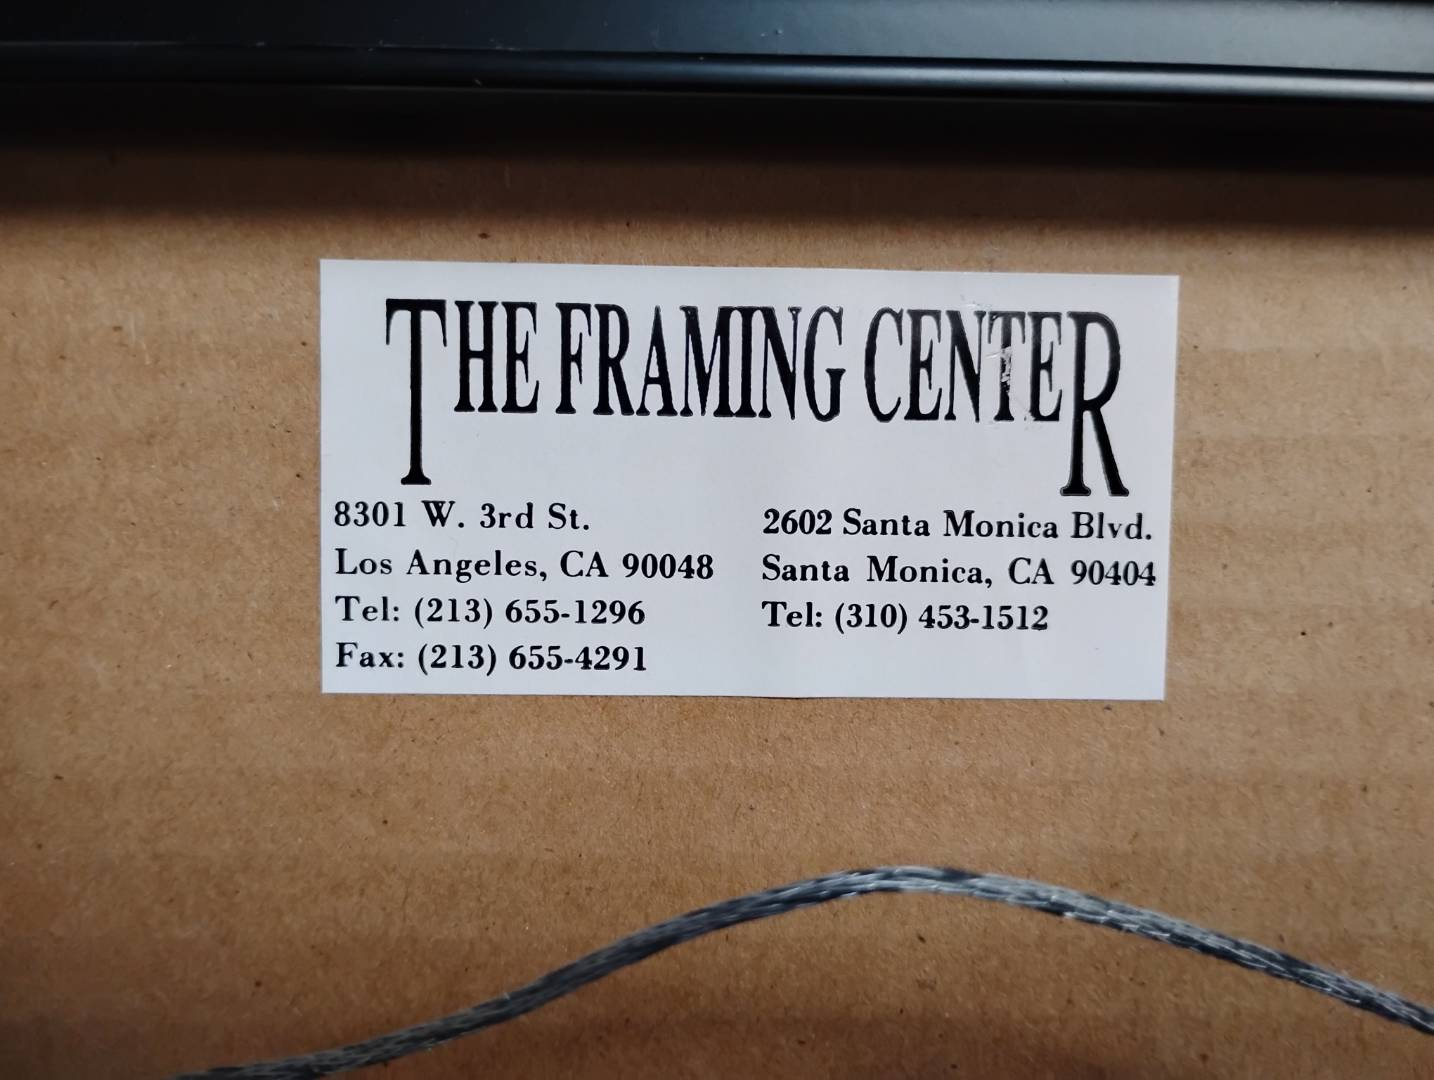 THE FRAMING CENTER
8301 W. 3rd St.
Los Angeles, CA 90048
Tel: (213) 655-1296
Fax: (213) 655-4291
2602 Santa Monica Blvd.
Santa Monica, CA 90404
Tel: (310) 453-1512